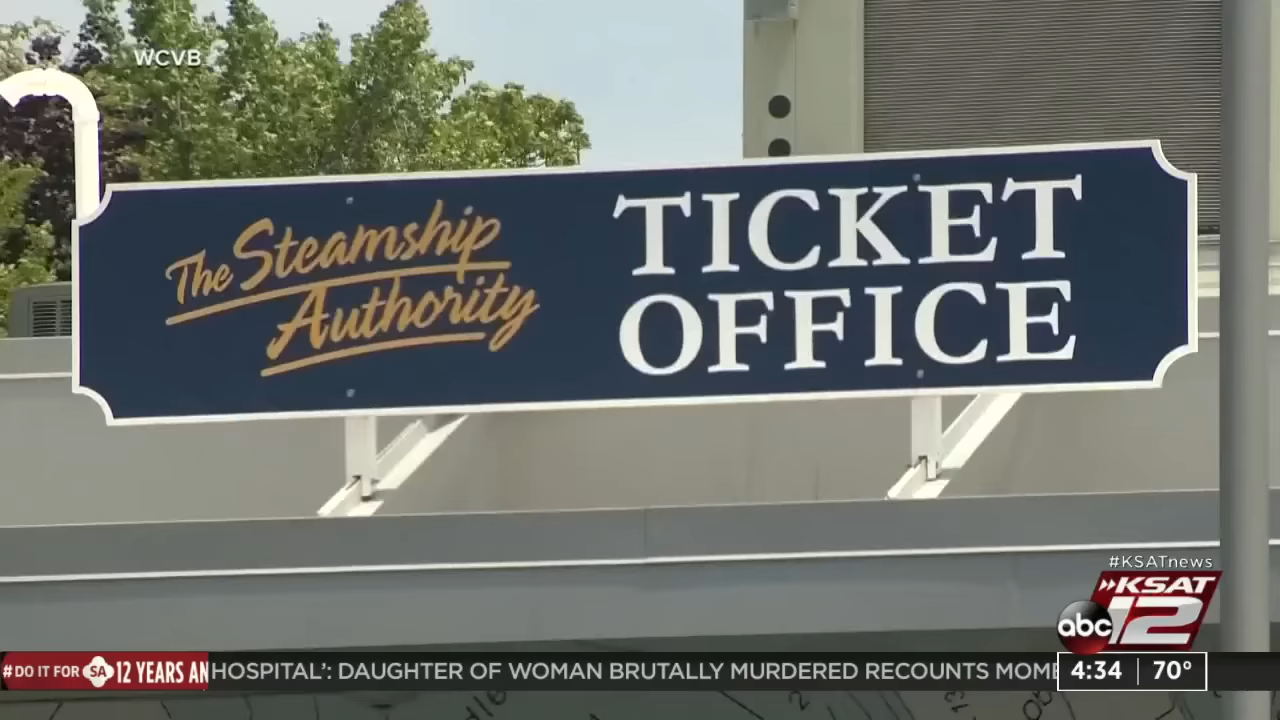 WCVB
The Steamship
Authority
TICKET
OFFICE
#KSATnews
KSAT
abc 12
#DO IT FOR SA 12 YEARS AN
HOSPITAL': DAUGHTER OF WOMAN BRUTALLY MURDERED RECOUNTS MOME
4:34 70°